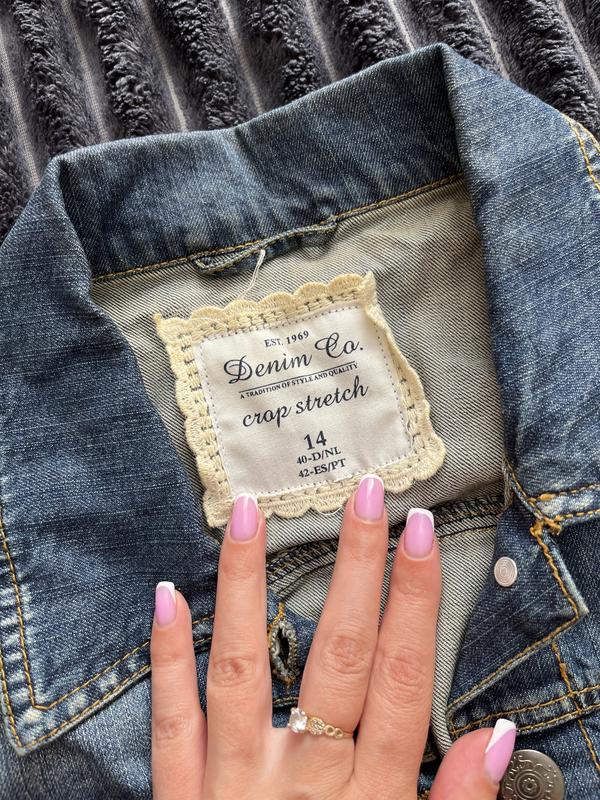 EST. 1969
Denim Co.
A TRADITION OF STYLE AND QUALITY
crop stretch
14
40-D/NL
42-ES/PT